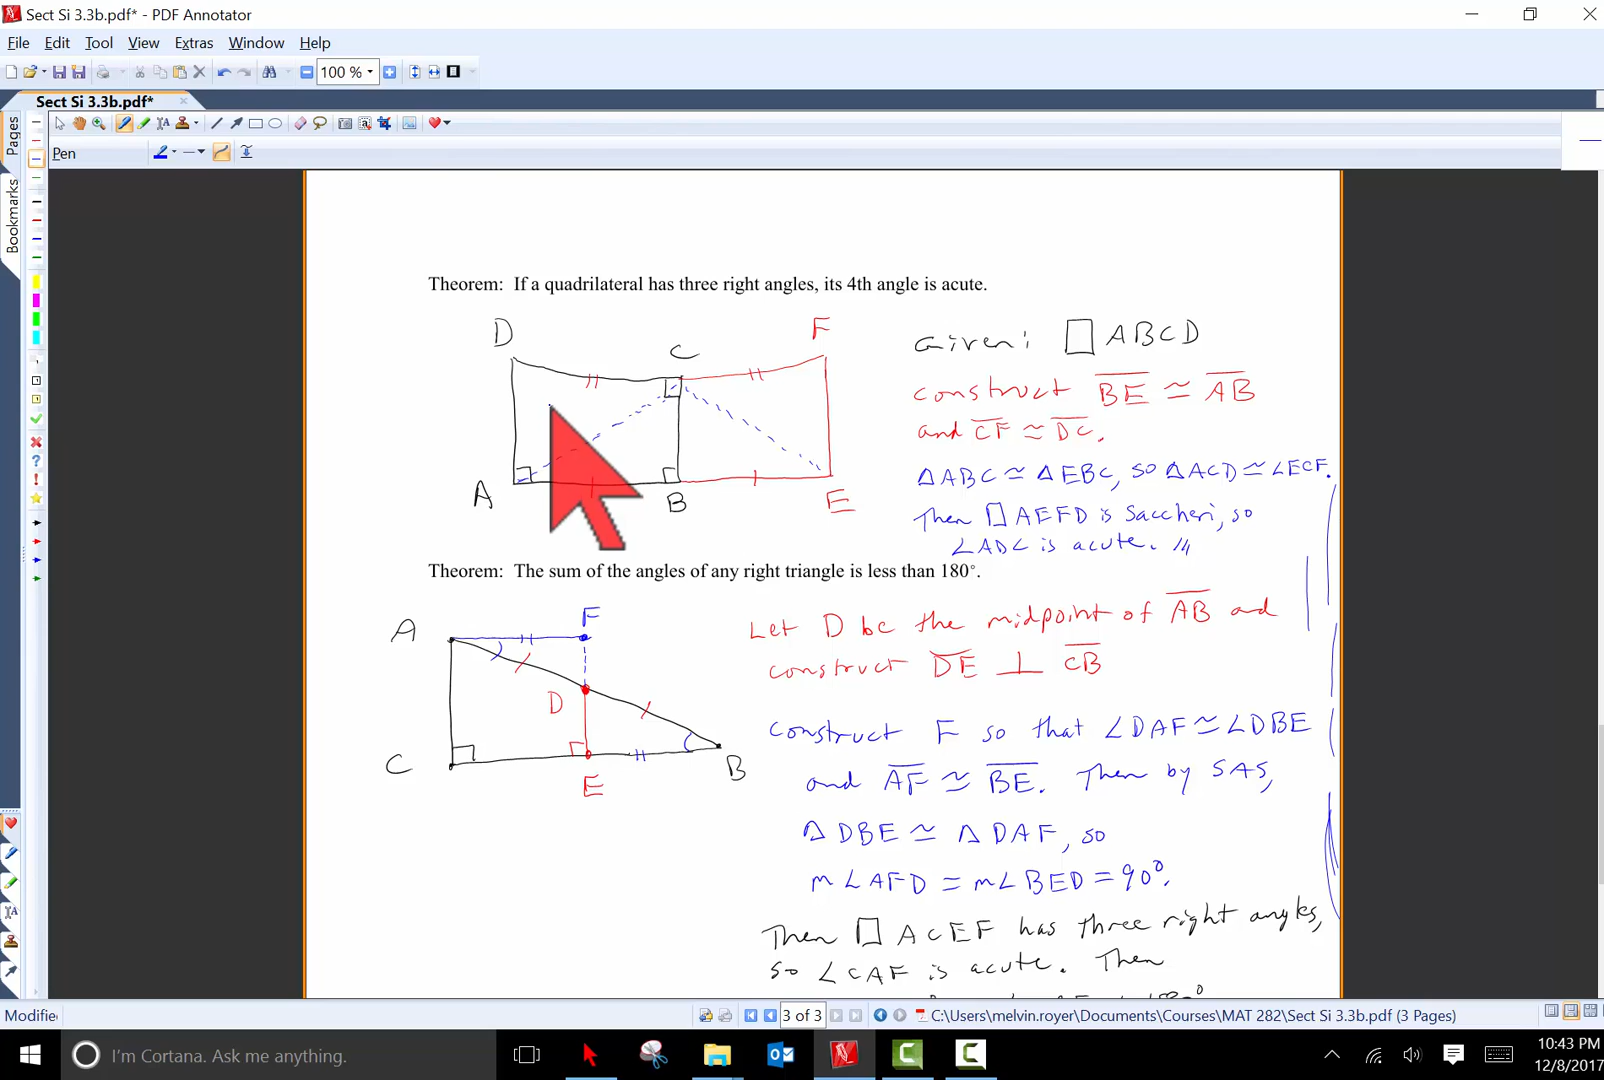 Sect Si 3.3b.pdf* - PDF Annotator
File Edit Tool View Extras Window Help
100 %
Sect Si 3.3b.pdf*
Pen
Pages
Bookmarks
Theorem: If a quadrilateral has three right angles, its 4th angle is acute.
D C F
A B E
Given: □ ABCD
construct BE ≅ AB
and CF ≅ DC.
△ABC ≅ △EBC, so △ACD ≅ ∠ECF.
Then □ AEFD is Saccheri, so
∠ADC is acute. //
Theorem: The sum of the angles of any right triangle is less than 180°.
A F
D
C E B
Let D be the midpoint of AB and
construct DE ⊥ CB
Construct F so that ∠DAF ≅ ∠DBE
and AF ≅ BE. Then by SAS,
△ DBE ≅ △ DAF, so
m∠AFD = m∠BED = 90°.
Then □ ACEF has three right angles,
so ∠CAF is acute. Then
Modifie
3 of 3
C:\Users\melvin.royer\Documents\Courses\MAT 282\Sect Si 3.3b.pdf (3 Pages)
I'm Cortana. Ask me anything.
10:43 PM
12/8/2017